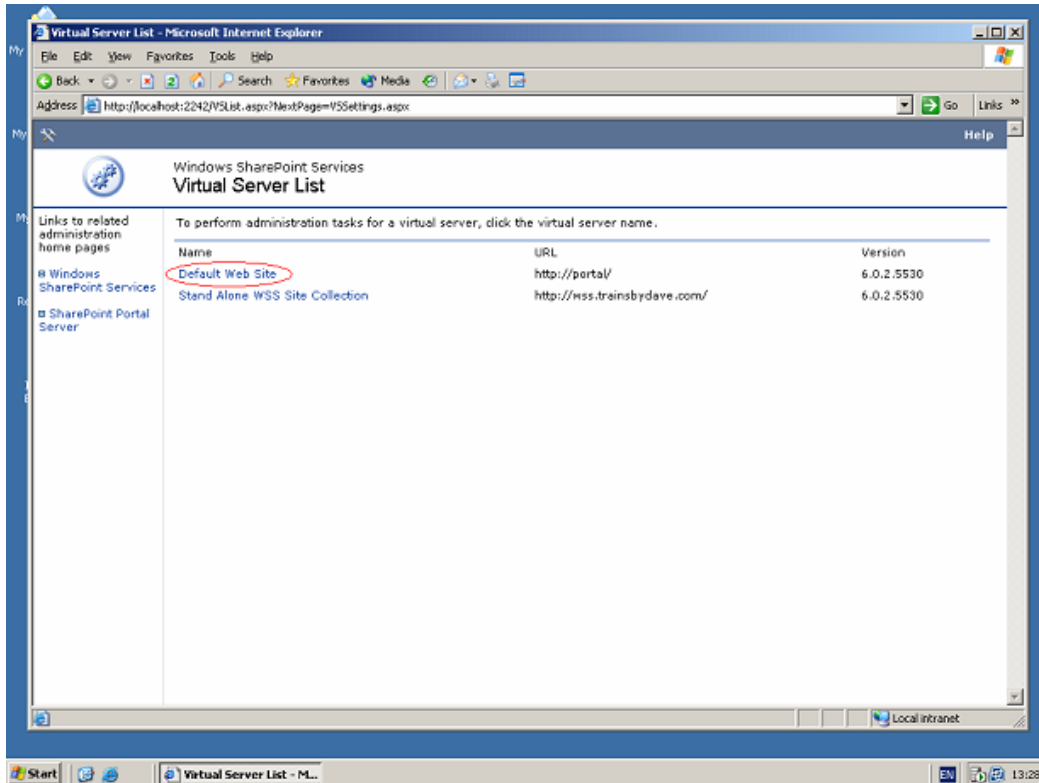 Virtual Server List - Microsoft Internet Explorer
File Edit View Favorites Tools Help
Back Search Favorites Media
Address http://localhost:2242/VSList.aspx?NextPage=VSSettings.aspx Go Links »
Help
Windows SharePoint Services
Virtual Server List
Links to related
administration
home pages
Windows
SharePoint Services
SharePoint Portal
Server
To perform administration tasks for a virtual server, click the virtual server name.
Name URL Version
Default Web Site http://portal/ 6.0.2.5530
Stand Alone WSS Site Collection http://wss.trainsbydave.com/ 6.0.2.5530
My
My
Local intranet
Start Virtual Server List - M... EN 13:28